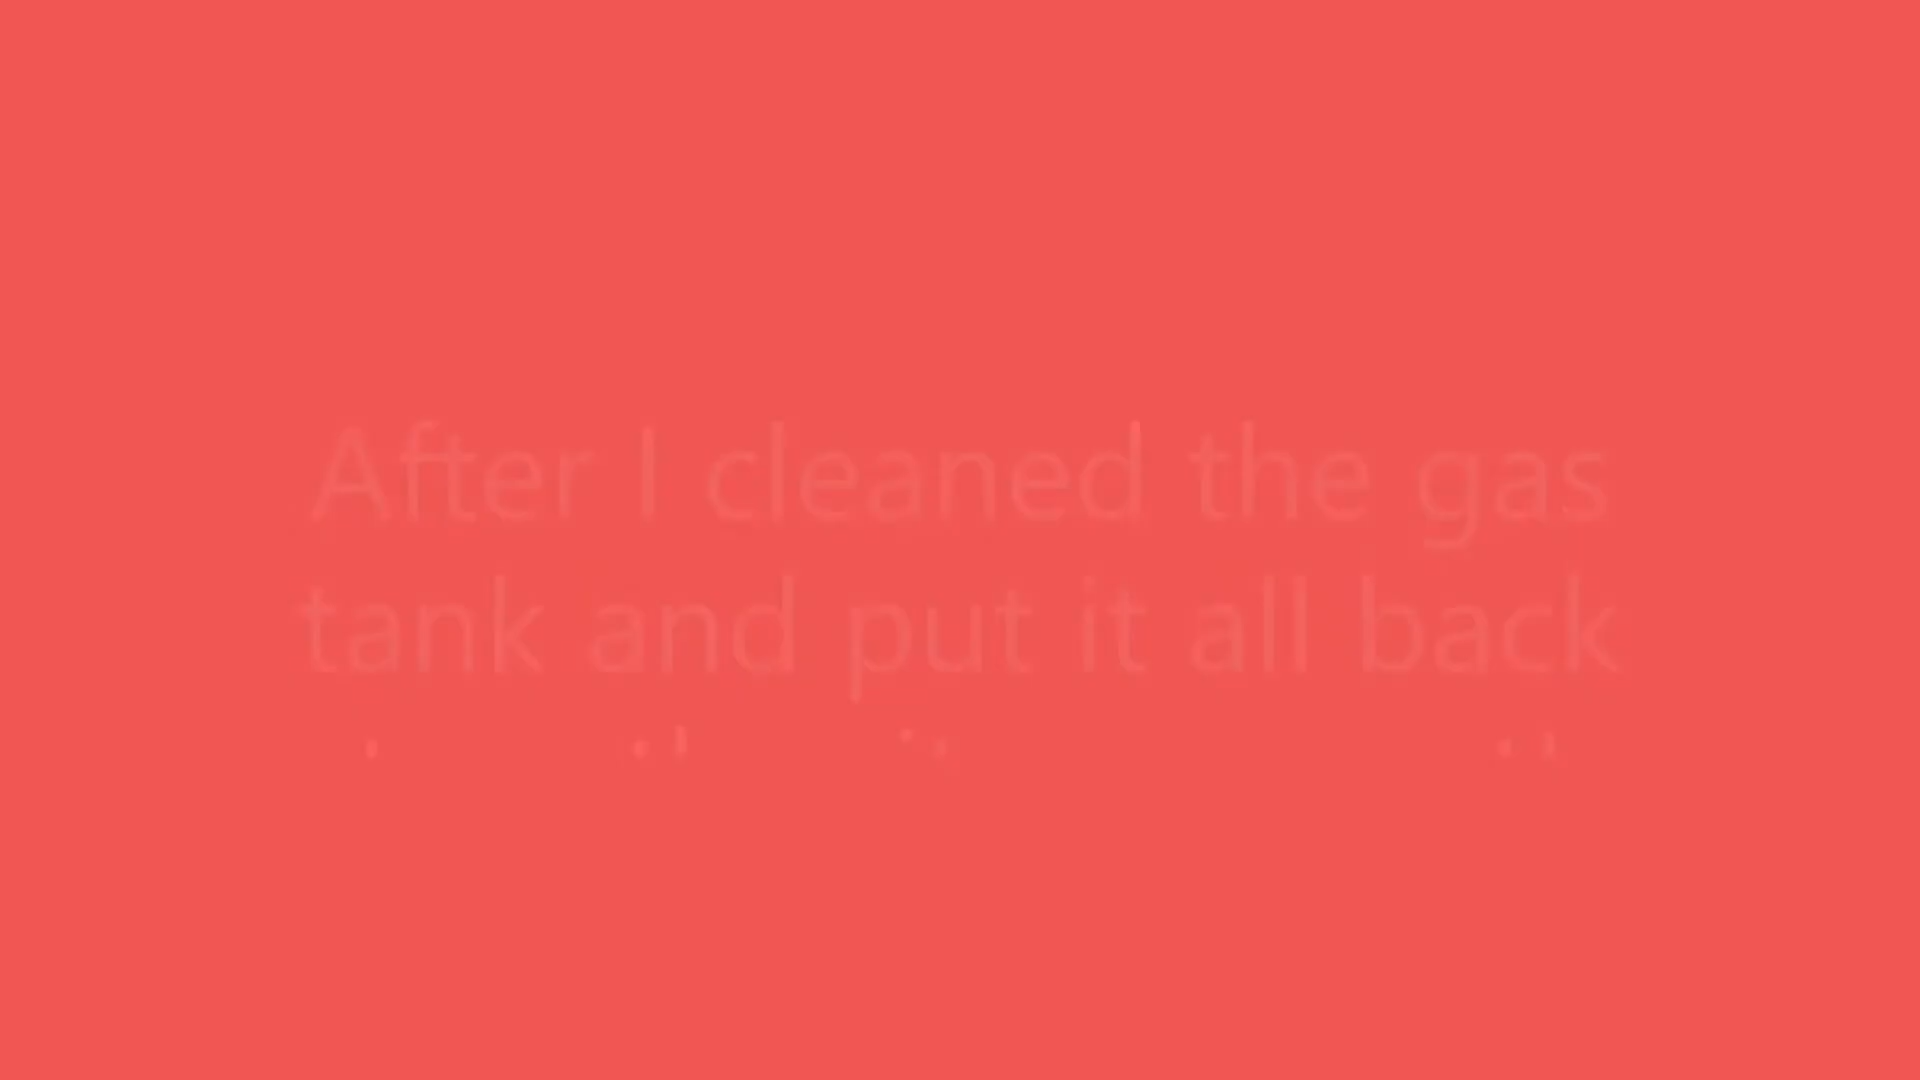 After I cleaned the gas
tank and put it all back